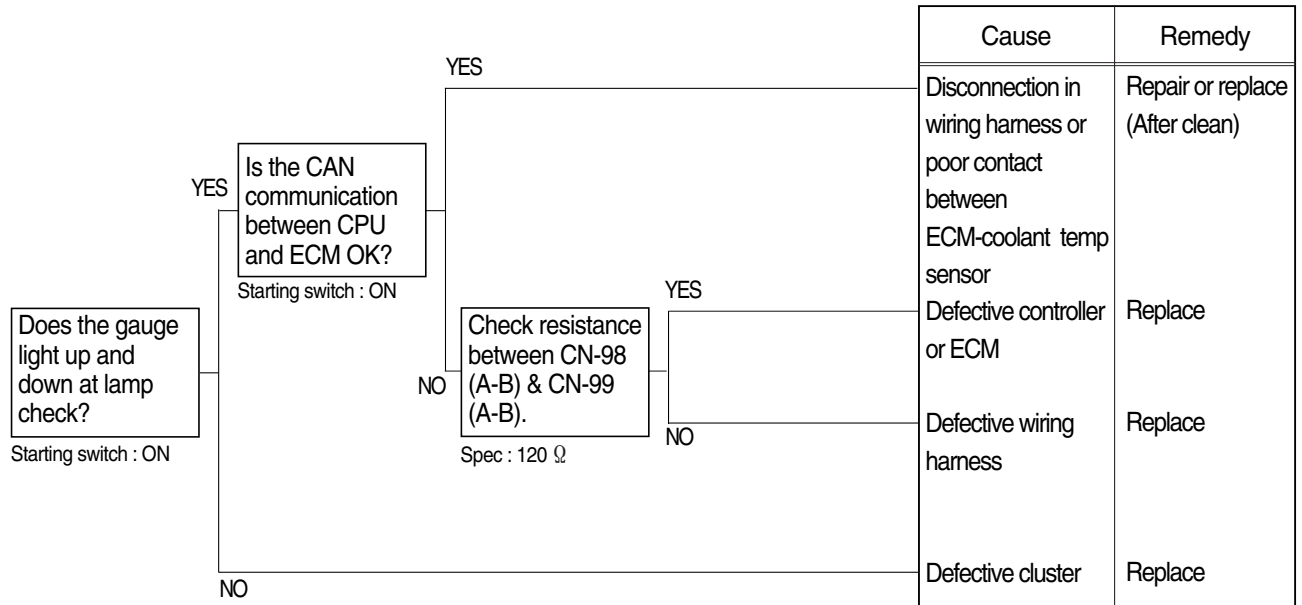 Cause
Remedy
YES
Disconnection in
wiring harness or
poor contact
between
ECM-coolant temp
sensor
Repair or replace
(After clean)
YES
Is the CAN
communication
between CPU
and ECM OK?
Starting switch : ON
YES
Does the gauge
light up and
down at lamp
check?
Starting switch : ON
NO
Check resistance
between CN-98
(A-B) & CN-99
(A-B).
Spec : 120 Ω
Defective controller
or ECM
Replace
NO
Defective wiring
harness
Replace
NO
Defective cluster
Replace